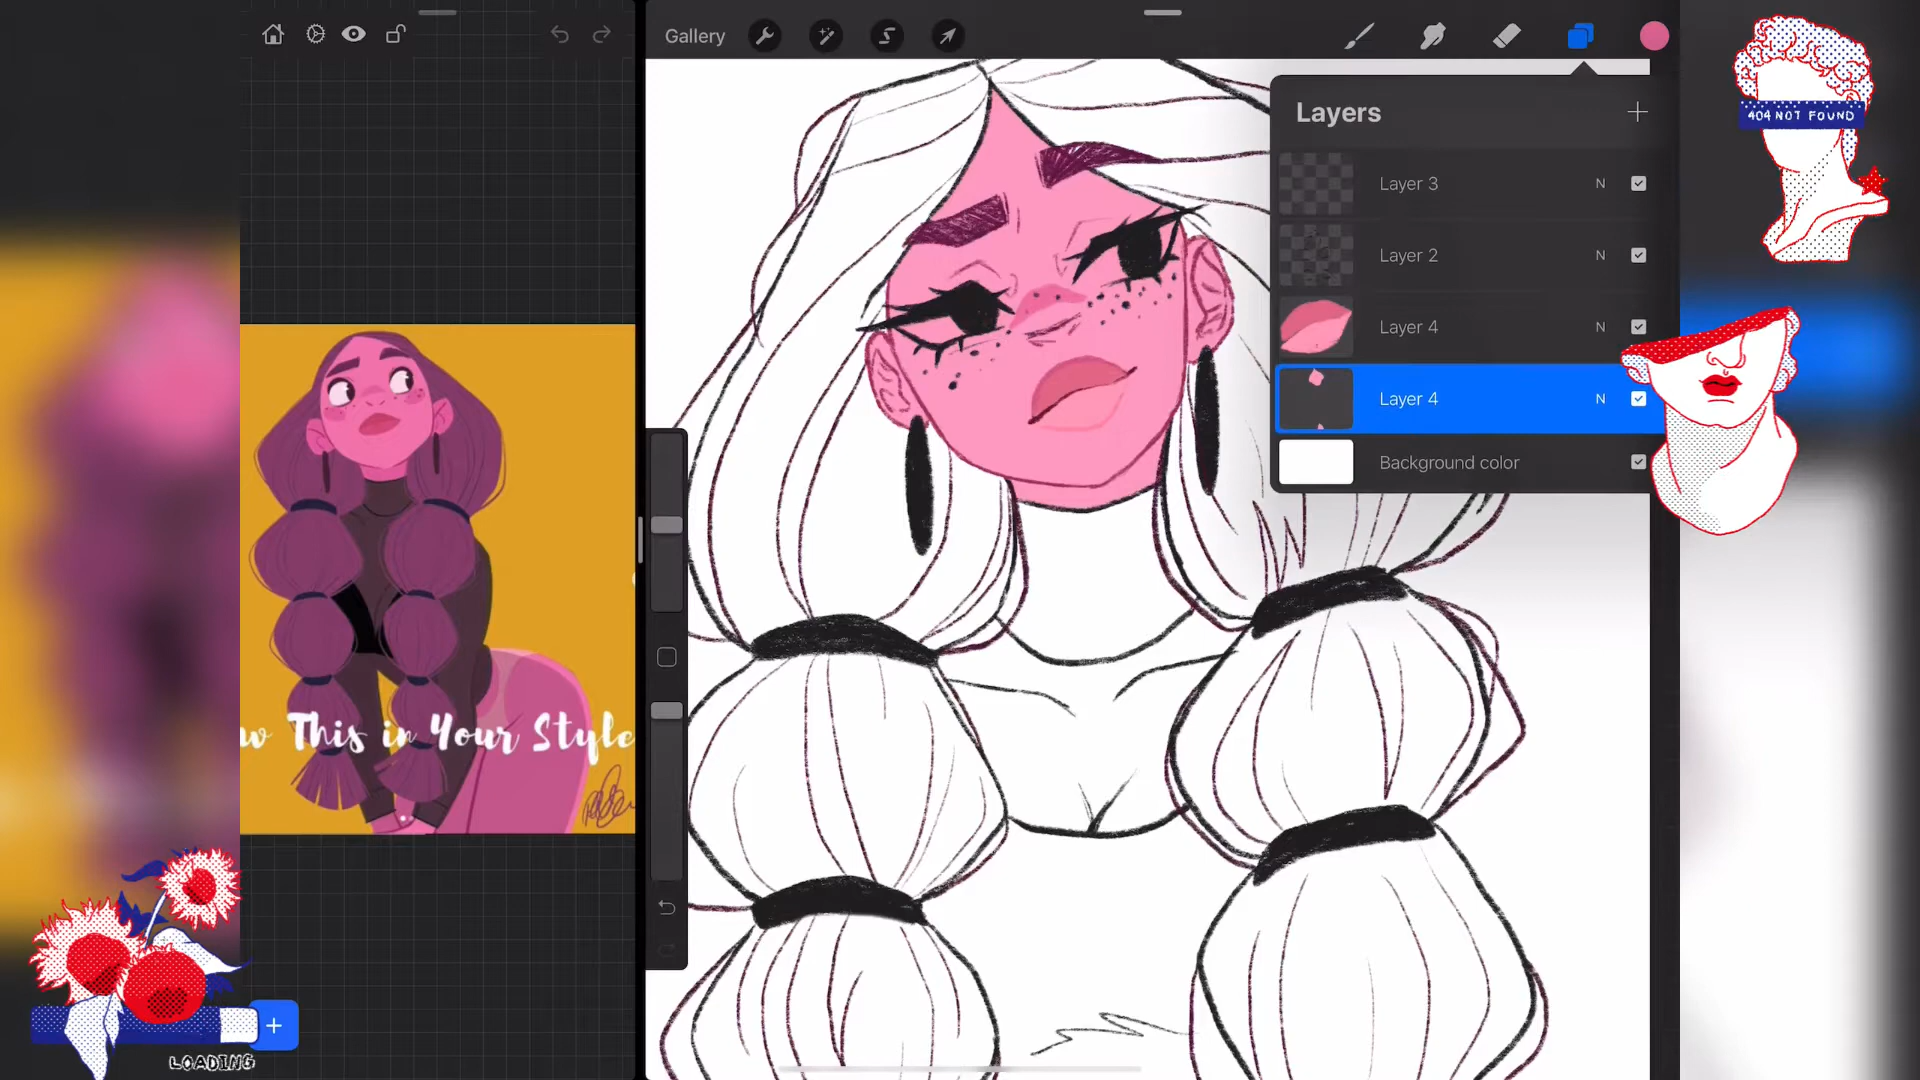 Gallery
Layers
Layer 3
N
Layer 2
N
Layer 4
N
Layer 4
N
Background color
404 NOT FOUND
This in Your Style
LOADING